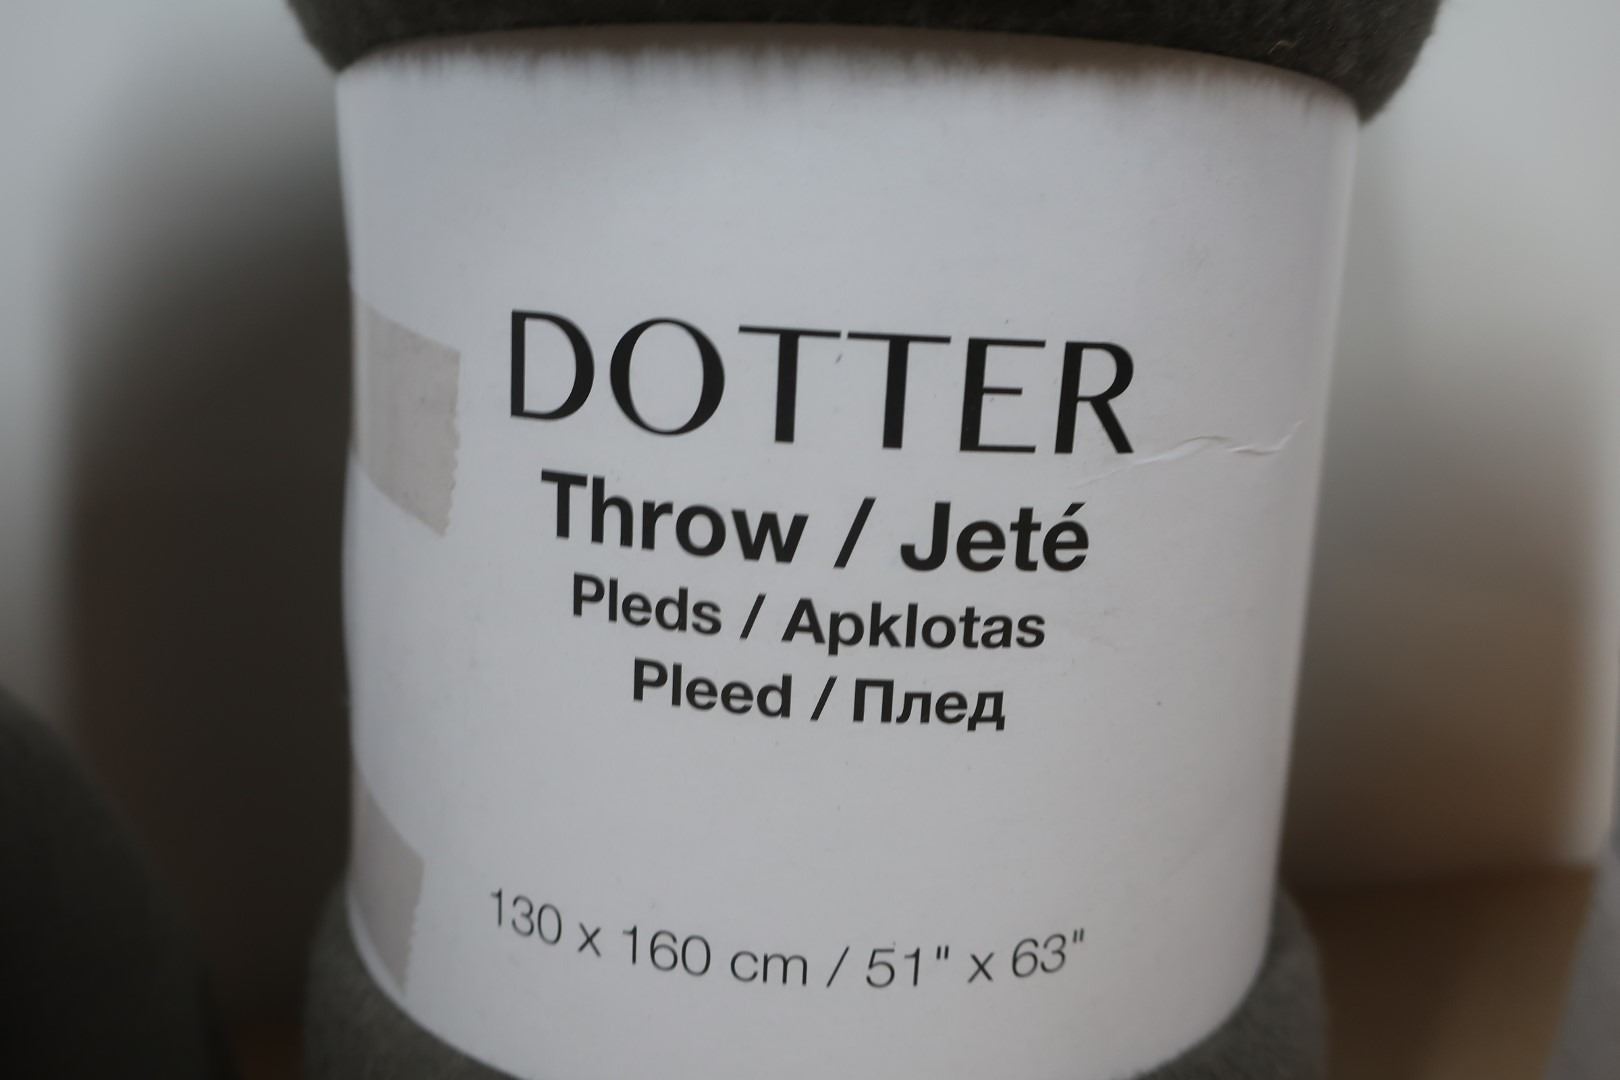 DOTTER
Throw / Jeté
Pleds / Apklotas
Pleed / Плед
130 x 160 cm / 51" x 63"